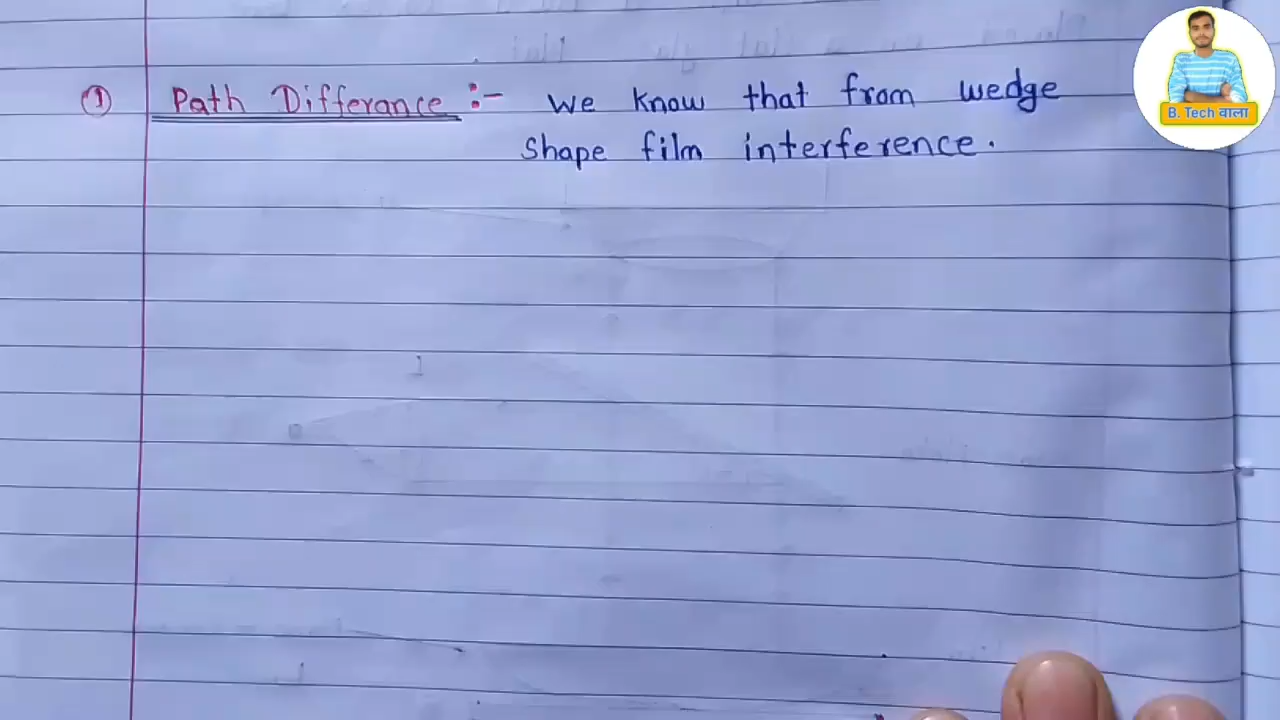 ① Path Differance :- We know that from wedge
shape film interference.
B. Tech वाला